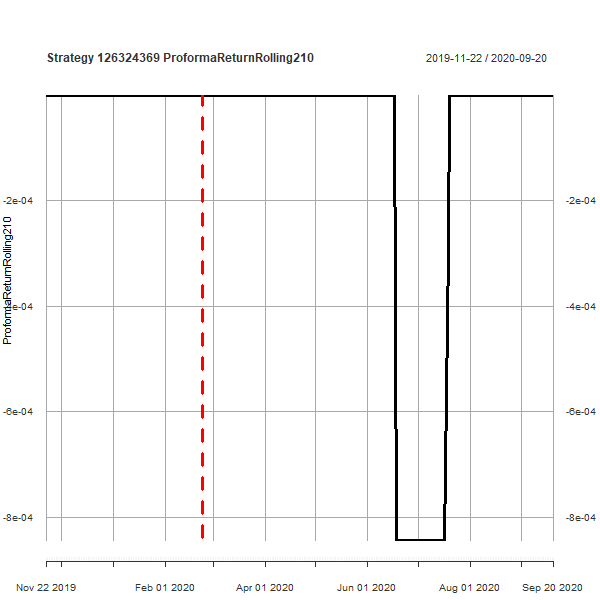 Strategy 126324369 ProformaReturnRolling210
2019-11-22 / 2020-09-20
ProformaReturnRolling210
-2e-04
-4e-04
-6e-04
-8e-04
-2e-04
-4e-04
-6e-04
-8e-04
Nov 22 2019
Feb 01 2020
Apr 01 2020
Jun 01 2020
Aug 01 2020
Sep 20 2020